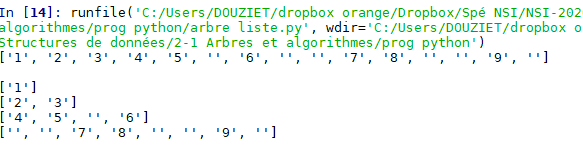 In [14]: runfile('C:/Users/DOUZIET/dropbox orange/Dropbox/Spé NSI/NSI-202
algorithmes/prog python/arbre liste.py', wdir='C:/Users/DOUZIET/dropbox o
Structures de données/2-1 Arbres et algorithmes/prog python')
['1', '2', '3', '4', '5', '', '6', '', '', '7', '8', '', '', '9', '']
['1']
['2', '3']
['4', '5', '', '6']
['', '', '7', '8', '', '', '9', '']